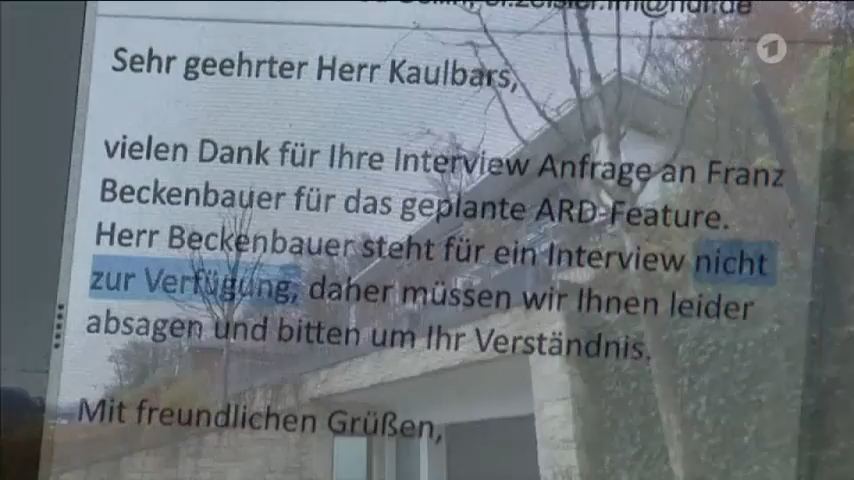 Sehr geehrter Herr Kaulbars,
vielen Dank für Ihre Interview Anfrage an Franz
Beckenbauer für das geplante ARD-Feature.
Herr Beckenbauer steht für ein Interview nicht
zur Verfügung, daher müssen wir Ihnen leider
absagen und bitten um Ihr Verständnis.
Mit freundlichen Grüßen,